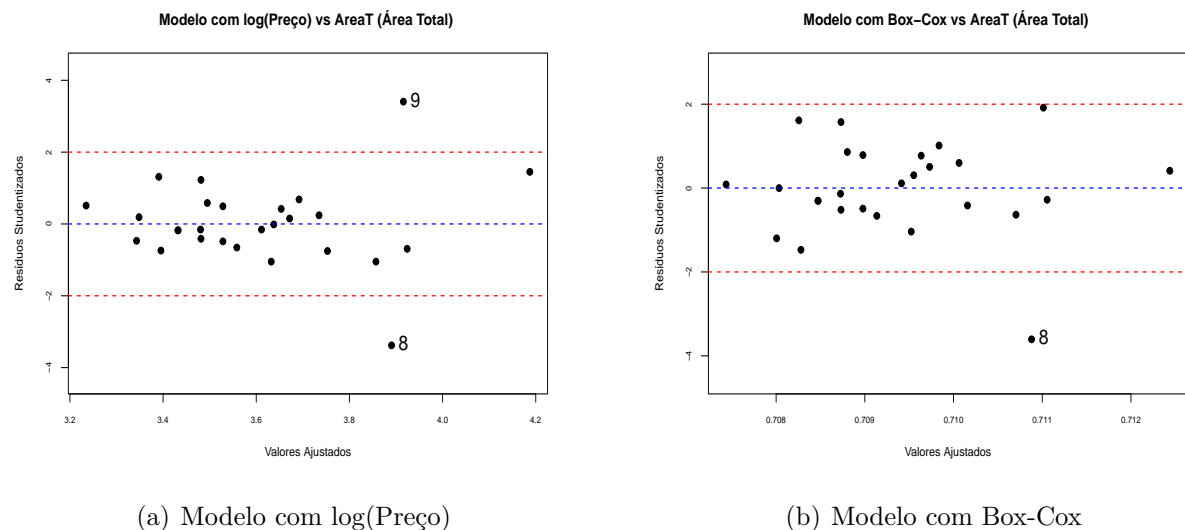 Modelo com log(Preço) vs AreaT (Área Total)
Resíduos Studentizados
4
2
0
−2
−4
9
8
3.2
3.4
3.6
3.8
4.0
4.2
Valores Ajustados
(a) Modelo com log(Preço)
Modelo com Box−Cox vs AreaT (Área Total)
Resíduos Studentizados
2
0
−2
−4
8
0.708
0.709
0.710
0.711
0.712
Valores Ajustados
(b) Modelo com Box-Cox